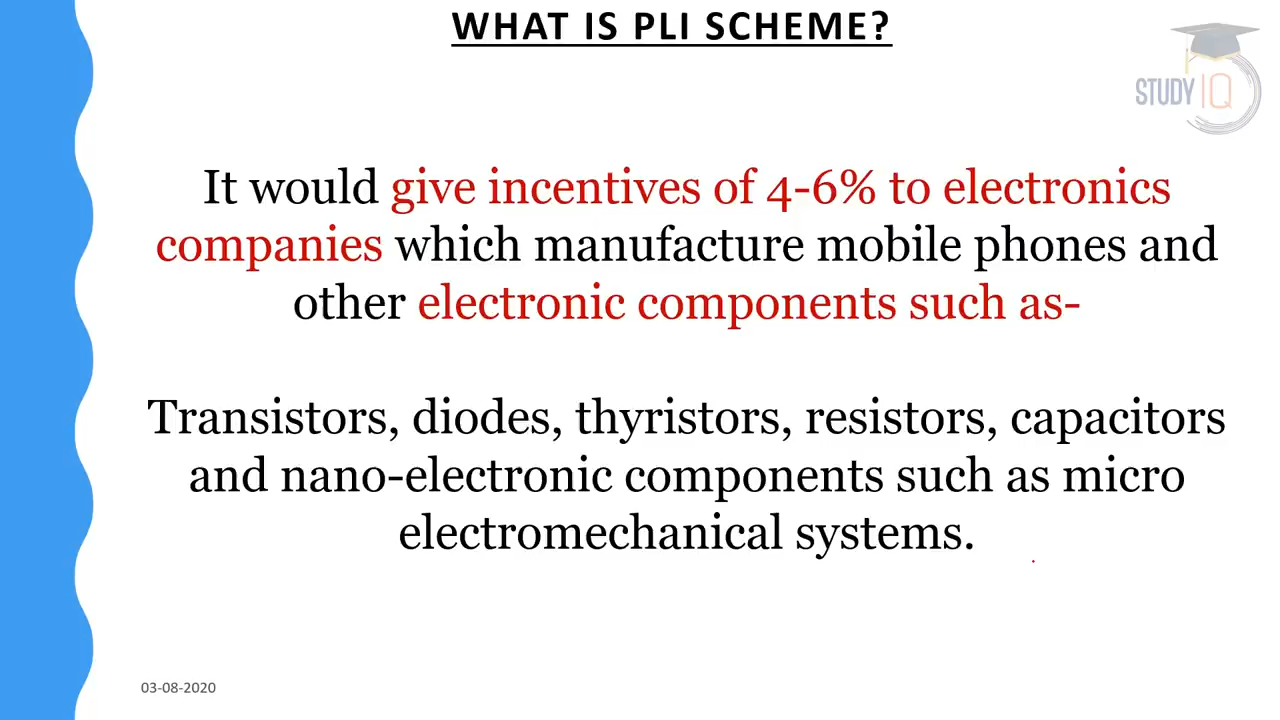 WHAT IS PLI SCHEME?
STUDY IQ
It would give incentives of 4-6% to electronics
companies which manufacture mobile phones and
other electronic components such as-
Transistors, diodes, thyristors, resistors, capacitors
and nano-electronic components such as micro
electromechanical systems.
03-08-2020